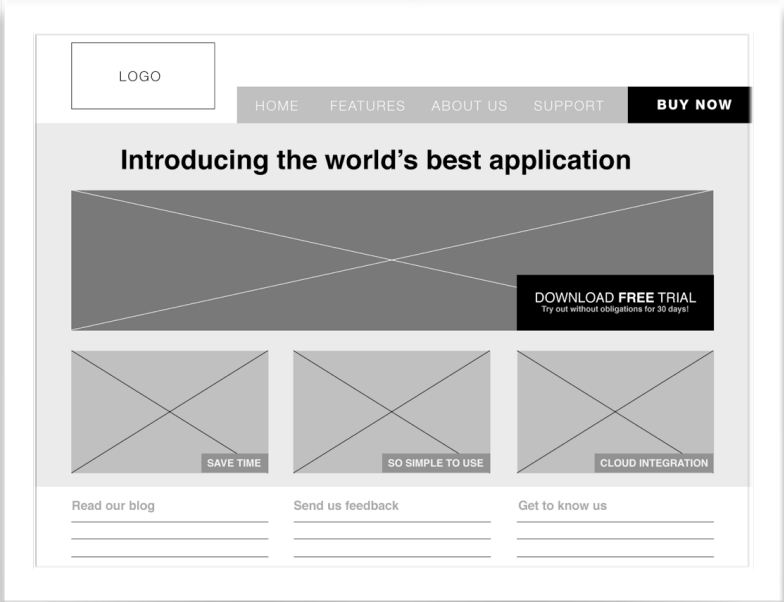 LOGO
HOME FEATURES ABOUT US SUPPORT BUY NOW
Introducing the world’s best application
DOWNLOAD FREE TRIAL
Try out without obligations for 30 days!
SAVE TIME
SO SIMPLE TO USE
CLOUD INTEGRATION
Read our blog
Send us feedback
Get to know us